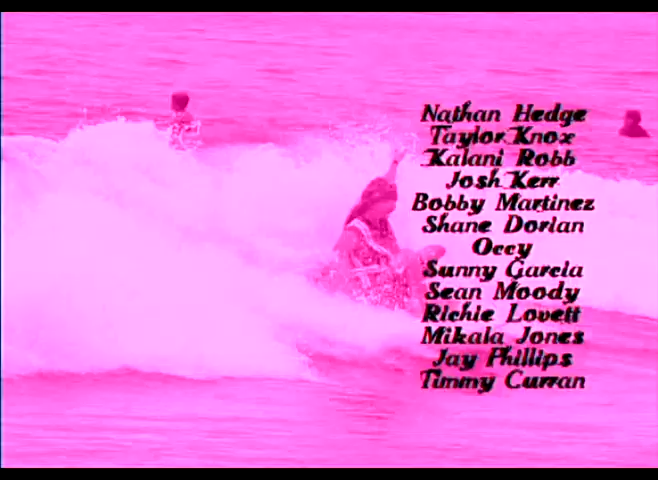 Nathan Hedge
Taylor Knox
Kalani Robb
Josh Kerr
Bobby Martinez
Shane Dorian
Occy
Sunny Garcia
Sean Moody
Richie Lovett
Mikala Jones
Jay Phillips
Timmy Curran